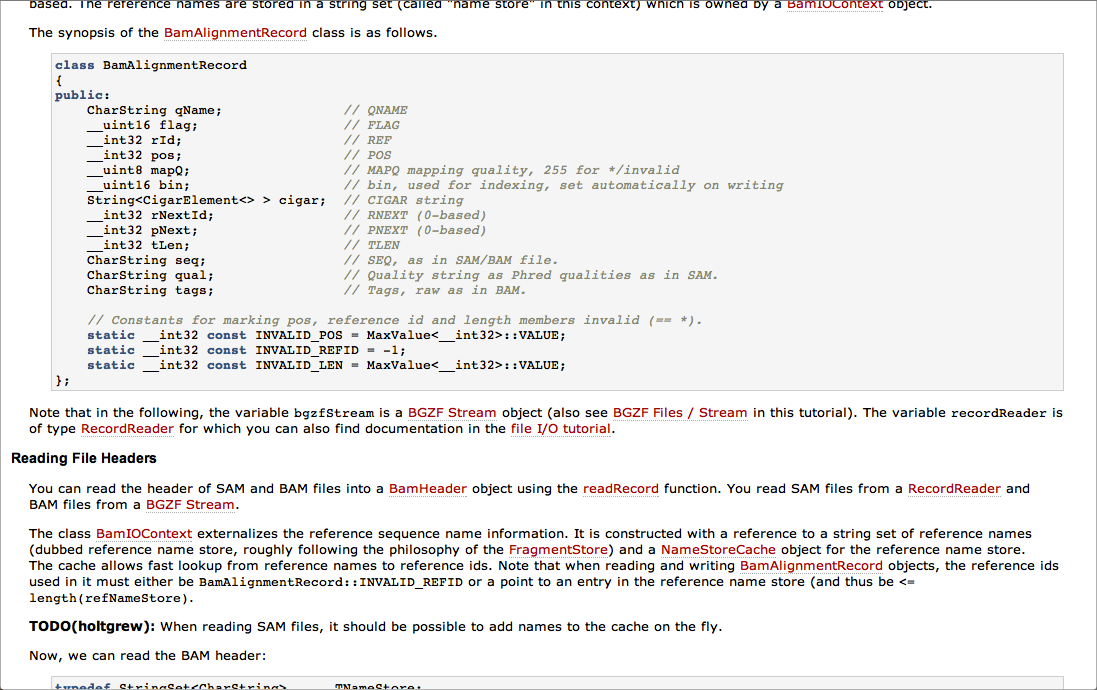 based. The reference names are stored in a string set (called "name store" in this context) which is owned by a BamIOContext object.
The synopsis of the BamAlignmentRecord class is as follows.
class BamAlignmentRecord
{
public:
    CharString qName;               // QNAME
    __uint16 flag;                  // FLAG
    __int32 rId;                    // REF
    __int32 pos;                    // POS
    __uint8 mapQ;                   // MAPQ mapping quality, 255 for */invalid
    __uint16 bin;                   // bin, used for indexing, set automatically on writing
    String<CigarElement<> > cigar;  // CIGAR string
    __int32 rNextId;                // RNEXT (0-based)
    __int32 pNext;                  // PNEXT (0-based)
    __int32 tLen;                   // TLEN
    CharString seq;                 // SEQ, as in SAM/BAM file.
    CharString qual;                // Quality string as Phred qualities as in SAM.
    CharString tags;                // Tags, raw as in BAM.
    // Constants for marking pos, reference id and length members invalid (== *).
    static __int32 const INVALID_POS = MaxValue<__int32>::VALUE;
    static __int32 const INVALID_REFID = -1;
    static __int32 const INVALID_LEN = MaxValue<__int32>::VALUE;
};
Note that in the following, the variable bgzfStream is a BGZF Stream object (also see BGZF Files / Stream in this tutorial). The variable recordReader is
of type RecordReader for which you can also find documentation in the file I/O tutorial.
Reading File Headers
You can read the header of SAM and BAM files into a BamHeader object using the readRecord function. You read SAM files from a RecordReader and
BAM files from a BGZF Stream.
The class BamIOContext externalizes the reference sequence name information. It is constructed with a reference to a string set of reference names
(dubbed reference name store, roughly following the philosophy of the FragmentStore) and a NameStoreCache object for the reference name store.
The cache allows fast lookup from reference names to reference ids. Note that when reading and writing BamAlignmentRecord objects, the reference ids
used in it must either be BamAlignmentRecord::INVALID_REFID or a point to an entry in the reference name store (and thus be <=
length(refNameStore).
TODO(holtgrew): When reading SAM files, it should be possible to add names to the cache on the fly.
Now, we can read the BAM header:
typedef StringSet<CharString>      TNameStore;